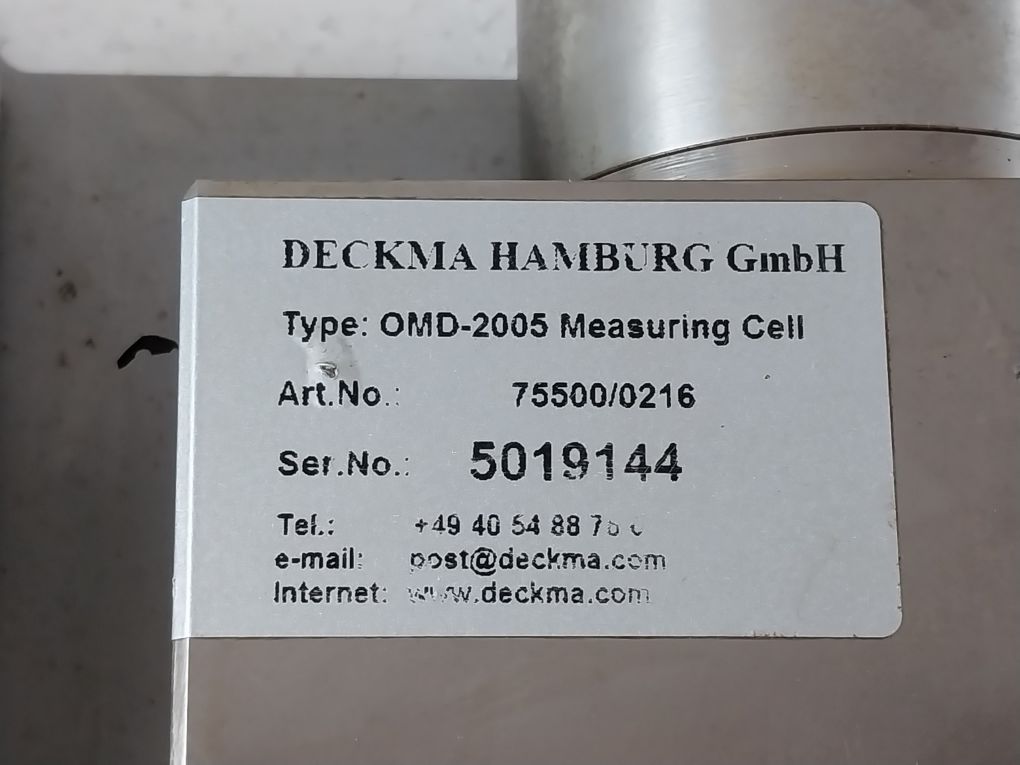 DECKMA HAMBURG GmbH
Type: OMD-2005 Measuring Cell
Art.No.: 75500/0216
Ser.No.: 5019144
Tel.: +49 40 54 88
e-mail: post@deckma.com
Internet: www.deckma.com